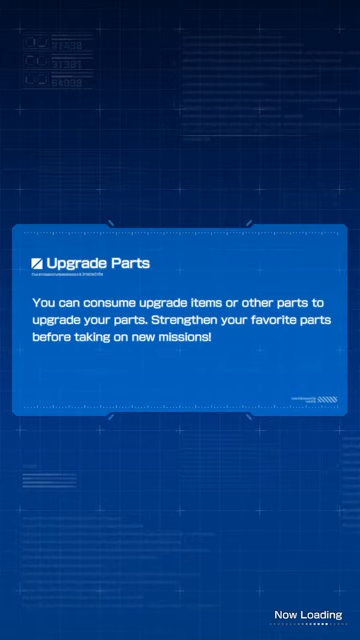 Upgrade Parts
You can consume upgrade items or other parts to
upgrade your parts. Strengthen your favorite parts
before taking on new missions!
Now Loading